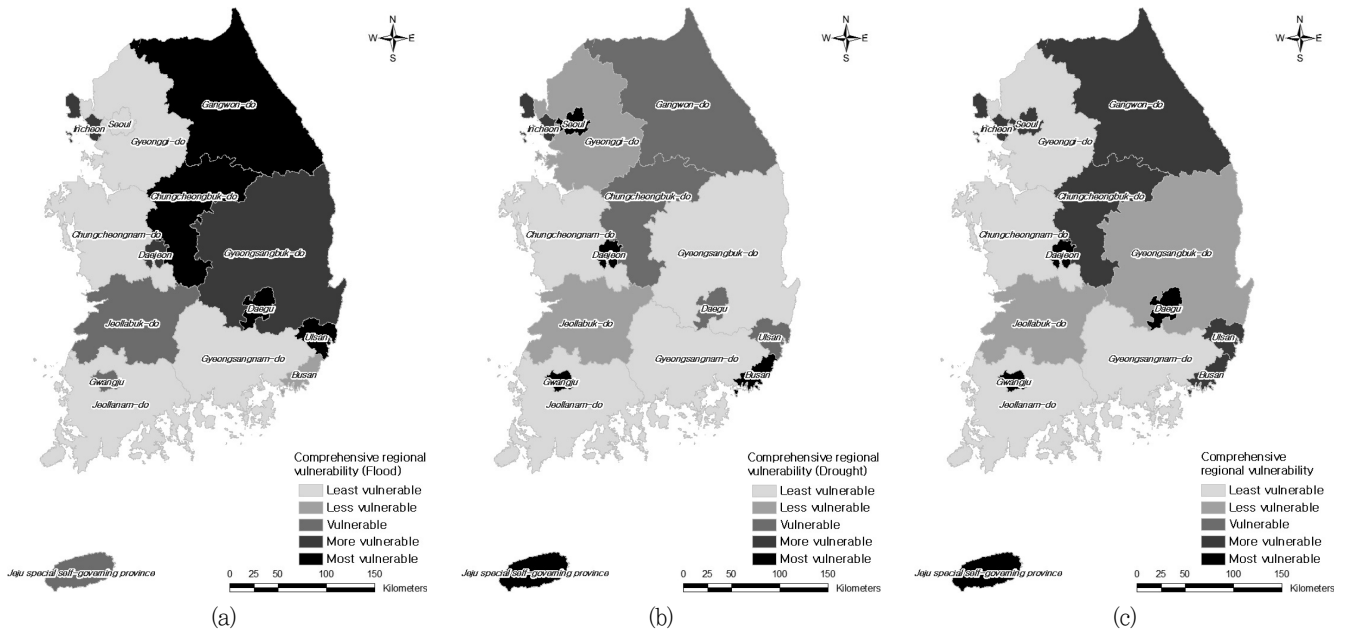 N
W E
S
Gangwon-do
Incheon
Seoul
Gyeonggi-do
Chungcheongbuk-do
Chungcheongnam-do
Daejeon
Gyeongsangbuk-do
Daegu
Jeollabuk-do
Ulsan
Gyeongsangnam-do
Busan
Gwangju
Jeollanam-do
Comprehensive regional
vulnerability (Flood)
Least vulnerable
Less vulnerable
Vulnerable
More vulnerable
Most vulnerable
Jeju special self-governing province
0 25 50 100 150
Kilometers
(a)
N
W E
S
Gangwon-do
Incheon
Seoul
Gyeonggi-do
Chungcheongbuk-do
Chungcheongnam-do
Daejeon
Gyeongsangbuk-do
Daegu
Jeollabuk-do
Ulsan
Gyeongsangnam-do
Busan
Gwangju
Jeollanam-do
Comprehensive regional
vulnerability (Drought)
Least vulnerable
Less vulnerable
Vulnerable
More vulnerable
Most vulnerable
Jeju special self-governing province
0 25 50 100 150
Kilometers
(b)
N
W E
S
Gangwon-do
Incheon
Seoul
Gyeonggi-do
Chungcheongbuk-do
Chungcheongnam-do
Daejeon
Gyeongsangbuk-do
Daegu
Jeollabuk-do
Ulsan
Gyeongsangnam-do
Busan
Gwangju
Jeollanam-do
Comprehensive
regional vulnerability
Least vulnerable
Less vulnerable
Vulnerable
More vulnerable
Most vulnerable
Jeju special self-governing province
0 25 50 100 150
Kilometers
(c)